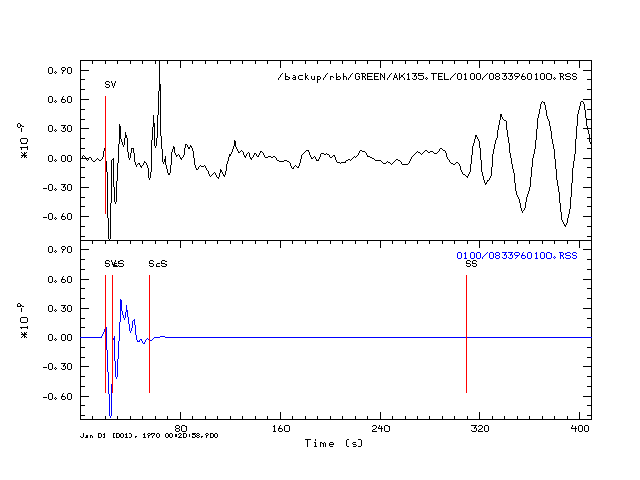 /backup/rbh/GREEN/AK135.TEL/0100/0833960100.RSS
SV
0.90
0.60
0.30
0.00
-0.30
-0.60
*10 -9
0100/0833960100.RSS
ScS
SS
0.90
0.60
0.30
0.00
-0.30
-0.60
*10 -9
80
160
240
320
400
Jan 01 (001), 1970 00:20:58.900
Time (s)